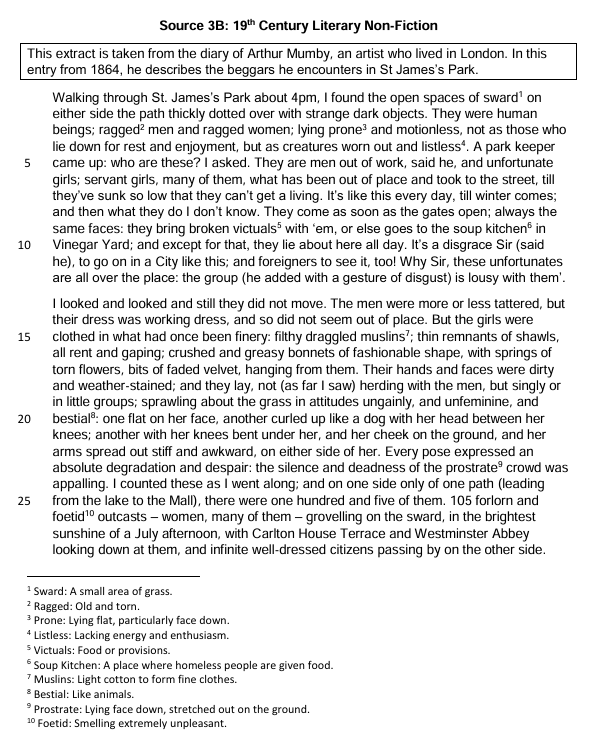 Source 3B: 19th Century Literary Non-Fiction
This extract is taken from the diary of Arthur Mumby, an artist who lived in London. In this
entry from 1864, he describes the beggars he encounters in St James's Park.
Walking through St. James's Park about 4pm, I found the open spaces of sward1 on
either side the path thickly dotted over with strange dark objects. They were human
beings; ragged2 men and ragged women; lying prone3 and motionless, not as those who
lie down for rest and enjoyment, but as creatures worn out and listless4. A park keeper
5 came up: who are these? I asked. They are men out of work, said he, and unfortunate
girls; servant girls, many of them, what has been out of place and took to the street, till
they've sunk so low that they can't get a living. It's like this every day, till winter comes;
and then what they do I don't know. They come as soon as the gates open; always the
same faces: they bring broken victuals5 with 'em, or else goes to the soup kitchen6 in
10 Vinegar Yard; and except for that, they lie about here all day. It's a disgrace Sir (said
he), to go on in a City like this; and foreigners to see it, too! Why Sir, these unfortunates
are all over the place: the group (he added with a gesture of disgust) is lousy with them'.
I looked and looked and still they did not move. The men were more or less tattered, but
their dress was working dress, and so did not seem out of place. But the girls were
15 clothed in what had once been finery: filthy draggled muslins7; thin remnants of shawls,
all rent and gaping; crushed and greasy bonnets of fashionable shape, with springs of
torn flowers, bits of faded velvet, hanging from them. Their hands and faces were dirty
and weather-stained; and they lay, not (as far I saw) herding with the men, but singly or
in little groups; sprawling about the grass in attitudes ungainly, and unfeminine, and
20 bestial8: one flat on her face, another curled up like a dog with her head between her
knees; another with her knees bent under her, and her cheek on the ground, and her
arms spread out stiff and awkward, on either side of her. Every pose expressed an
absolute degradation and despair: the silence and deadness of the prostrate9 crowd was
appalling. I counted these as I went along; and on one side only of one path (leading
25 from the lake to the Mall), there were one hundred and five of them. 105 forlorn and
foetid10 outcasts – women, many of them – grovelling on the sward, in the brightest
sunshine of a July afternoon, with Carlton House Terrace and Westminster Abbey
looking down at them, and infinite well-dressed citizens passing by on the other side.
1 Sward: A small area of grass.
2 Ragged: Old and torn.
3 Prone: Lying flat, particularly face down.
4 Listless: Lacking energy and enthusiasm.
5 Victuals: Food or provisions.
6 Soup Kitchen: A place where homeless people are given food.
7 Muslins: Light cotton to form fine clothes.
8 Bestial: Like animals.
9 Prostrate: Lying face down, stretched out on the ground.
10 Foetid: Smelling extremely unpleasant.